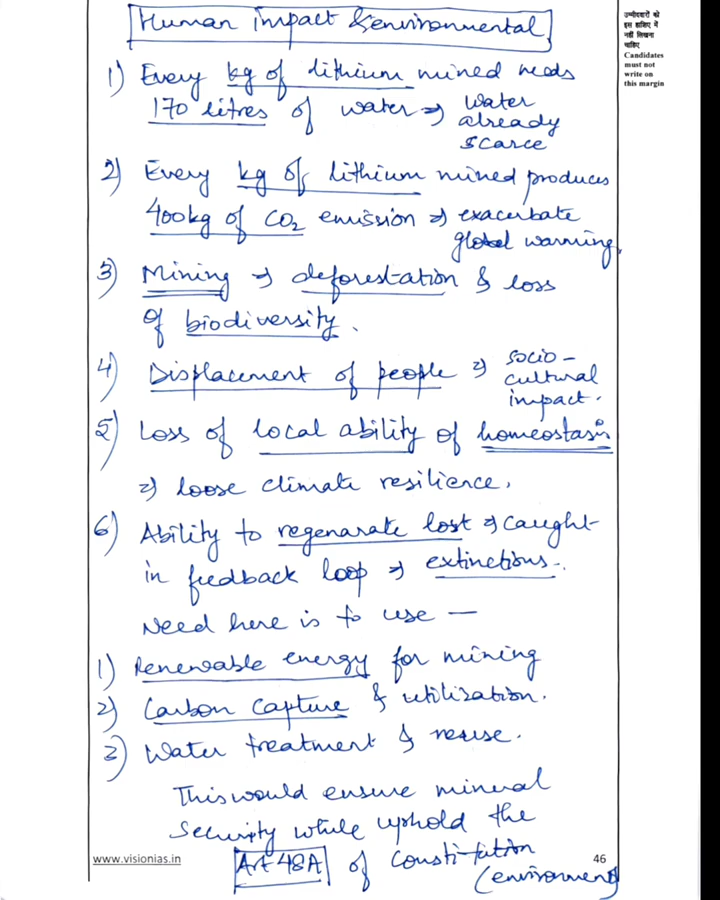 Human impact & environmental
उम्मीदवारों को
इस हाशिए में
नहीं लिखना
चाहिए
Candidates
must not
write on
this margin
1) Every kg of lithium mined needs
170 litres of water → water
already
scarce
2) Every kg of lithium mined produces
400kg of CO2 emission → exacerbate
global warming,
3) Mining → deforestation & loss
of biodiversity.
4) Displacement of people → socio-
cultural
impact.
5) Loss of local ability of homeostasis
→ loose climate resilience.
6) Ability to regenarate lost → caught
in feedback loop → extinctions.
Need here is to use —
1) Renewable energy for mining
2) Carbon capture & utilization.
3) Water treatment & reuse.
This would ensure mineral
security while uphold the
Art 48A of Constitution
(environment)
www.visionias.in
46